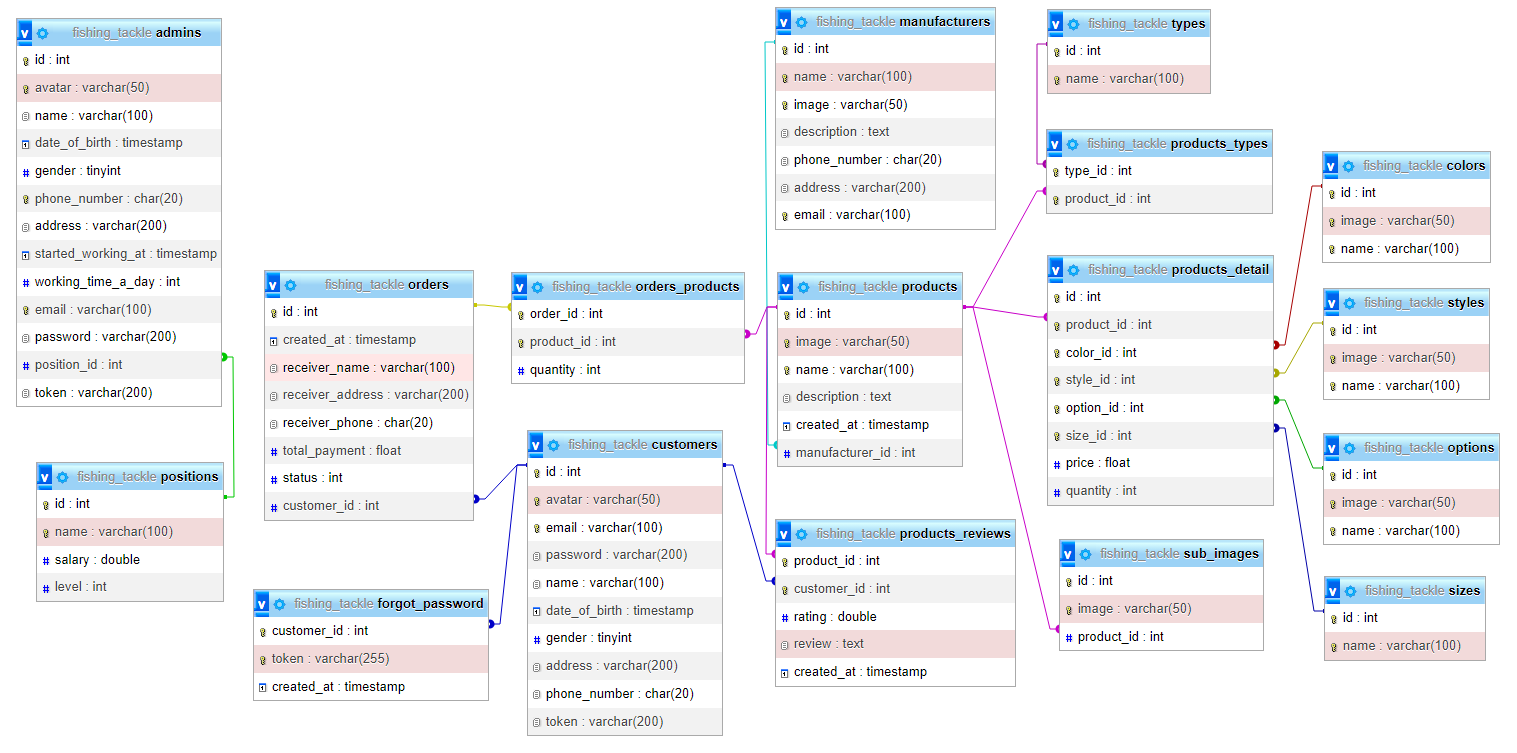 fishing_tackle admins
id : int
avatar : varchar(50)
name : varchar(100)
date_of_birth : timestamp
gender : tinyint
phone_number : char(20)
address : varchar(200)
started_working_at : timestamp
working_time_a_day : int
email : varchar(100)
password : varchar(200)
position_id : int
token : varchar(200)
fishing_tackle positions
id : int
name : varchar(100)
salary : double
level : int
fishing_tackle orders
id : int
created_at : timestamp
receiver_name : varchar(100)
receiver_address : varchar(200)
receiver_phone : char(20)
total_payment : float
status : int
customer_id : int
fishing_tackle forgot_password
customer_id : int
token : varchar(255)
created_at : timestamp
fishing_tackle orders_products
order_id : int
product_id : int
quantity : int
fishing_tackle customers
id : int
avatar : varchar(50)
email : varchar(100)
password : varchar(200)
name : varchar(100)
date_of_birth : timestamp
gender : tinyint
address : varchar(200)
phone_number : char(20)
token : varchar(200)
fishing_tackle manufacturers
id : int
name : varchar(100)
image : varchar(50)
description : text
phone_number : char(20)
address : varchar(200)
email : varchar(100)
fishing_tackle products
id : int
image : varchar(50)
name : varchar(100)
description : text
created_at : timestamp
manufacturer_id : int
fishing_tackle products_reviews
product_id : int
customer_id : int
rating : double
review : text
created_at : timestamp
fishing_tackle types
id : int
name : varchar(100)
fishing_tackle products_types
type_id : int
product_id : int
fishing_tackle products_detail
id : int
product_id : int
color_id : int
style_id : int
option_id : int
size_id : int
price : float
quantity : int
fishing_tackle sub_images
id : int
image : varchar(50)
product_id : int
fishing_tackle colors
id : int
image : varchar(50)
name : varchar(100)
fishing_tackle styles
id : int
image : varchar(50)
name : varchar(100)
fishing_tackle options
id : int
image : varchar(50)
name : varchar(100)
fishing_tackle sizes
id : int
name : varchar(100)